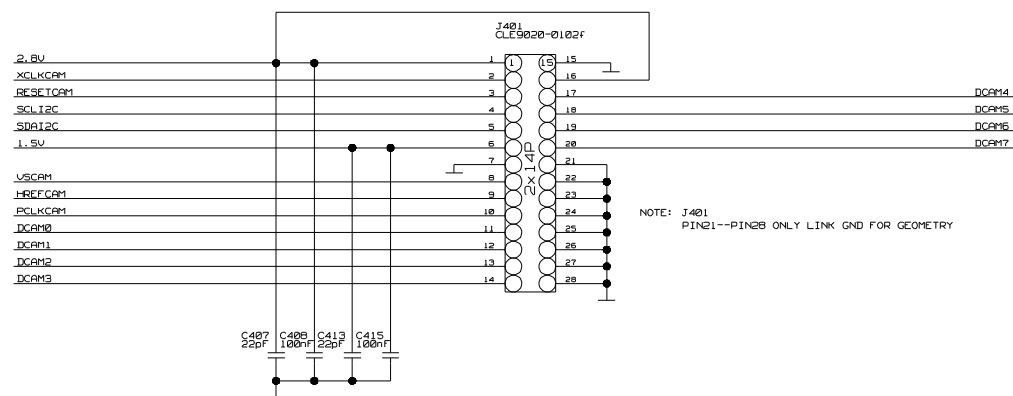 J401
CLE9020-0102f
2.8V 1 1 15 15
XCLKCAM 2 16
RESETCAM 3 17 DCAM4
SCLI2C 4 18 DCAM5
SDAI2C 5 19 DCAM6
1.5V 6 20 DCAM7
7 21
2x14P
VSCAM 8 22
HREFCAM 9 23
PCLKCAM 10 24
DCAM0 11 25
DCAM1 12 26
DCAM2 13 27
DCAM3 14 28
NOTE: J401
PIN21--PIN28 ONLY LINK GND FOR GEOMETRY
C407 C408 C413 C415
22pF 100nF 22pF 100nF